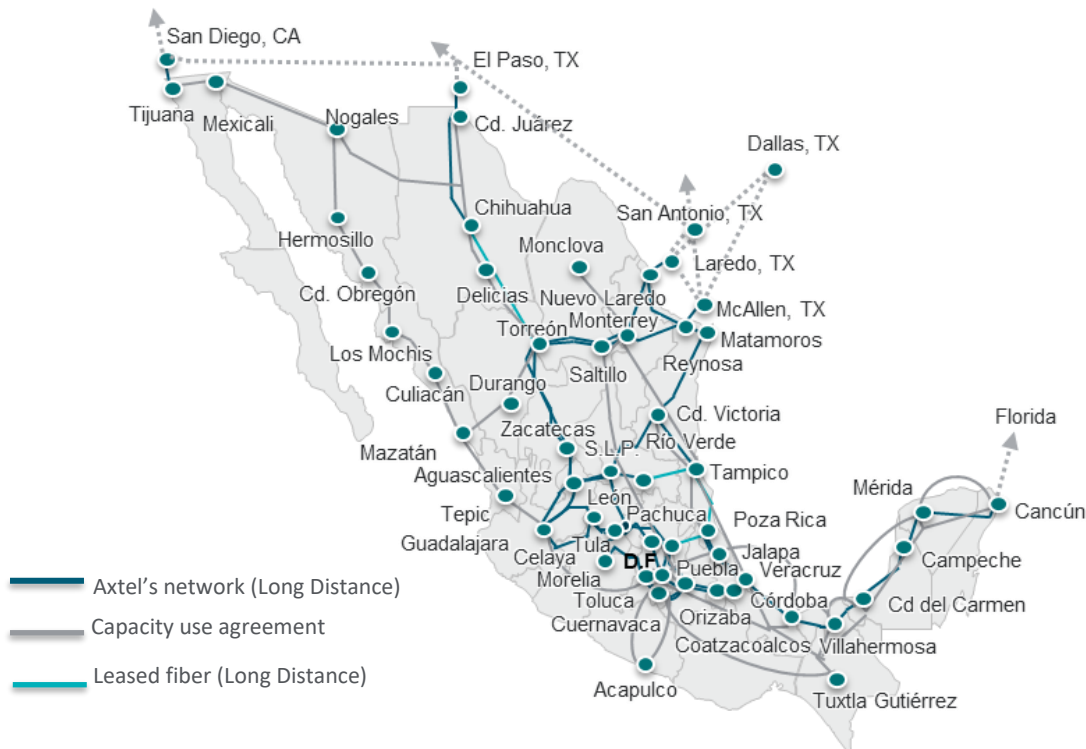 San Diego, CA
El Paso, TX
Tijuana
Mexicali
Nogales
Cd. Juárez
Dallas, TX
Chihuahua
San Antonio, TX
Hermosillo
Monclova
Laredo, TX
Cd. Obregón
Delicias
Nuevo Laredo
McAllen, TX
Torreón
Monterrey
Matamoros
Los Mochis
Saltillo
Reynosa
Culiacán
Durango
Cd. Victoria
Florida
Zacatecas
S.L.P.
Río Verde
Mazatán
Aguascalientes
Tampico
Mérida
León
Cancún
Tepic
Pachuca
Poza Rica
Guadalajara
Campeche
Celaya
Tula
D.F
Puebla
Jalapa
Veracruz
Morelia
Axtel's network (Long Distance)
Toluca
Córdoba
Cd del Carmen
Cuernavaca
Orizaba
Capacity use agreement
Coatzacoalcos
Villahermosa
Leased fiber (Long Distance)
Acapulco
Tuxtla Gutiérrez